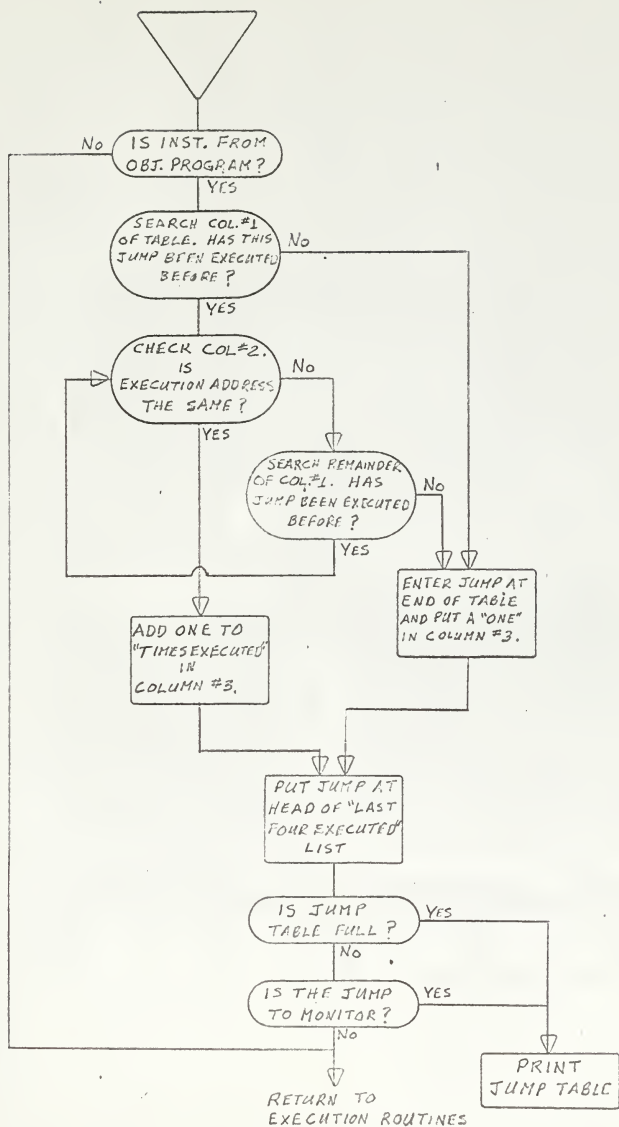 No
IS INST. FROM
OBJ. PROGRAM?
YES
SEARCH COL.#1
OF TABLE. HAS THIS
JUMP BEEN EXECUTED
BEFORE?
No
YES
CHECK COL#2.
IS
EXECUTION ADDRESS
THE SAME?
No
YES
SEARCH REMAINDER
OF COL.#1. HAS
JUMP BEEN EXECUTED
BEFORE?
No
YES
ENTER JUMP AT
END OF TABLE
AND PUT A "ONE"
IN COLUMN #3.
ADD ONE TO
"TIMES EXECUTED"
IN
COLUMN #3.
PUT JUMP AT
HEAD OF "LAST
FOUR EXECUTED"
LIST
IS JUMP
TABLE FULL?
YES
No
IS THE JUMP
TO MONITOR?
YES
No
PRINT
JUMP TABLE
RETURN TO
EXECUTION ROUTINES